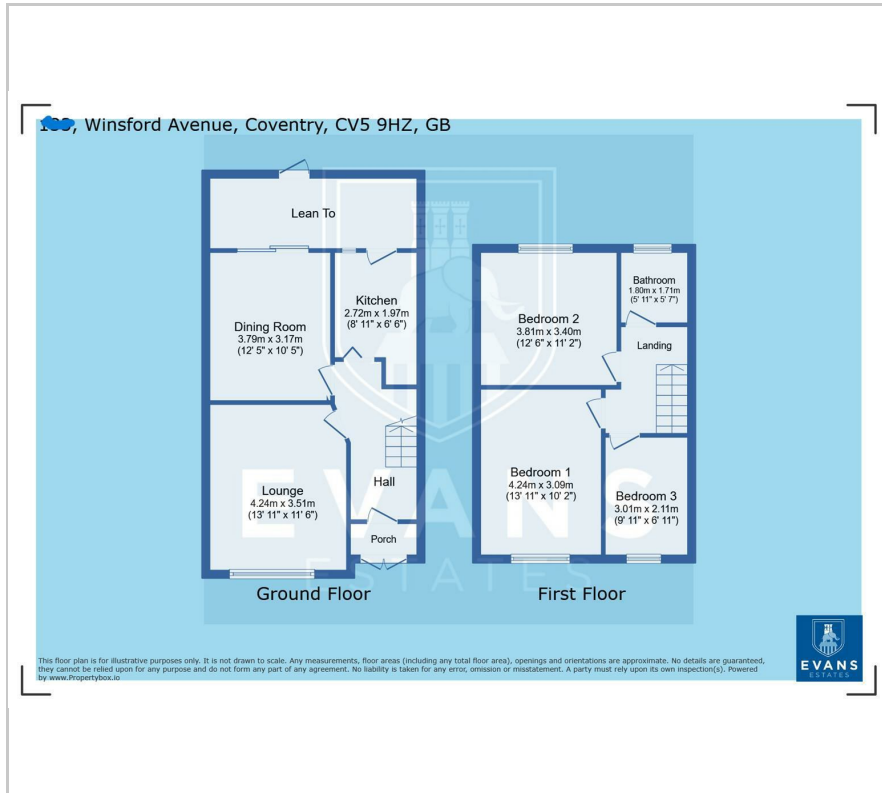 , Winsford Avenue, Coventry, CV5 9HZ, GB
Lean To
Kitchen
2.72m x 1.97m
(8' 11" x 6' 6")
Dining Room
3.79m x 3.17m
(12' 5" x 10' 5")
Lounge
4.24m x 3.51m
(13' 11" x 11' 6")
Hall
Porch
Ground Floor
Bedroom 2
3.81m x 3.40m
(12' 6" x 11' 2")
Bathroom
1.80m x 1.71m
(5' 11" x 5' 7")
Landing
Bedroom 1
4.24m x 3.09m
(13' 11" x 10' 2")
Bedroom 3
3.01m x 2.11m
(9' 11" x 6' 11")
First Floor
EVANS
ESTATES
This floor plan is for illustrative purposes only. It is not drawn to scale. Any measurements, floor areas (including any total floor area), openings and orientations are approximate. No details are guaranteed,
they cannot be relied upon for any purpose and do not form any part of any agreement. No liability is taken for any error, omission or misstatement. A party must rely upon its own inspection(s). Powered
by www.Propertybox.io
EVANS
ESTATES